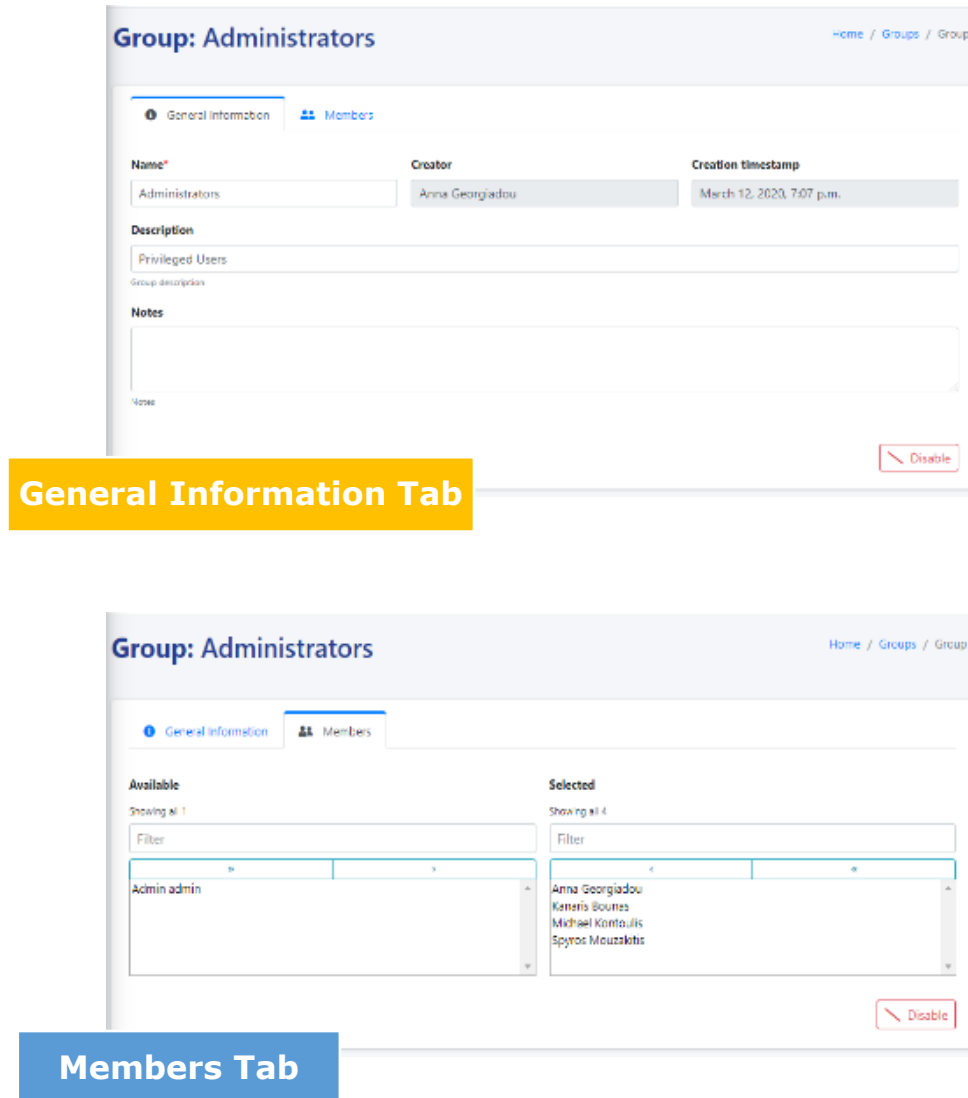 Group: Administrators
Home / Groups / Group
General Information Members
Name* Creator Creation timestamp
Administrators Anna Georgiadou March 12, 2020, 7:07 p.m.
Description
Privileged Users
Group description
Notes
Notes
Disable
General Information Tab
Group: Administrators
Home / Groups / Group
General Information Members
Available Selected
Showing all 1 Showing all 4
Filter Filter
» › ‹ «
Admin admin Anna Georgiadou
Kanaris Bounas
Michael Kontoulis
Spyros Mouzakitis
Disable
Members Tab